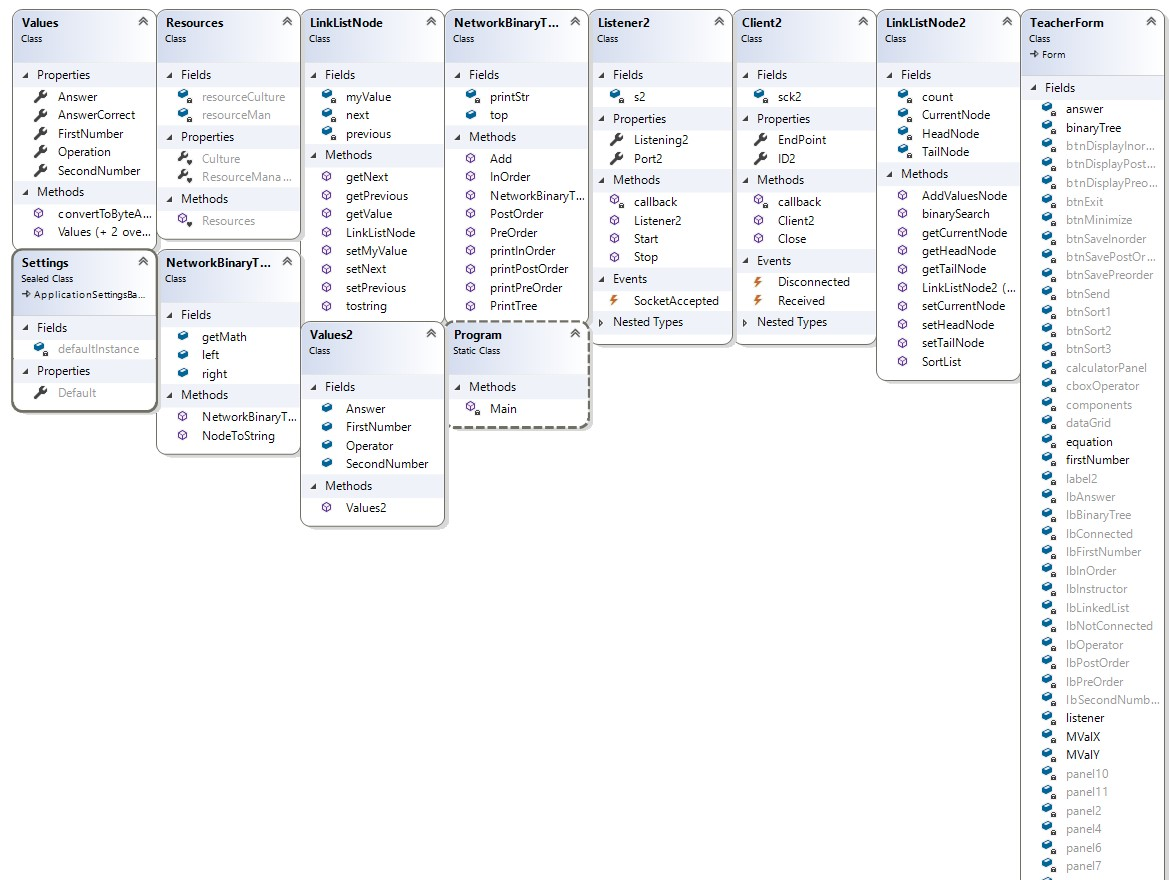 Values
Class
Properties
Answer
AnswerCorrect
FirstNumber
Operation
SecondNumber
Methods
convertToByteA...
Values (+ 2 ove...
Settings
Sealed Class
ApplicationSettingsBa...
Fields
defaultInstance
Properties
Default
Resources
Class
Fields
resourceCulture
resourceMan
Properties
Culture
ResourceMana...
Methods
Resources
NetworkBinaryT...
Class
Fields
getMath
left
right
Methods
NetworkBinaryT...
NodeToString
LinkListNode
Class
Fields
myValue
next
previous
Methods
getNext
getPrevious
getValue
LinkListNode
setMyValue
setNext
setPrevious
tostring
Values2
Class
Fields
Answer
FirstNumber
Operator
SecondNumber
Methods
Values2
NetworkBinaryT...
Class
Fields
printStr
top
Methods
Add
InOrder
NetworkBinaryT...
PostOrder
PreOrder
printInOrder
printPostOrder
printPreOrder
PrintTree
Program
Static Class
Methods
Main
Listener2
Class
Fields
s2
Properties
Listening2
Port2
Methods
callback
Listener2
Start
Stop
Events
SocketAccepted
Nested Types
Client2
Class
Fields
sck2
Properties
EndPoint
ID2
Methods
callback
Client2
Close
Events
Disconnected
Received
Nested Types
LinkListNode2
Class
Fields
count
CurrentNode
HeadNode
TailNode
Methods
AddValuesNode
binarySearch
getCurrentNode
getHeadNode
getTailNode
LinkListNode2 (...
setCurrentNode
setHeadNode
setTailNode
SortList
TeacherForm
Class
Form
Fields
answer
binaryTree
btnDisplayInor...
btnDisplayPost...
btnDisplayPreo...
btnExit
btnMinimize
btnSaveInorder
btnSavePostOr...
btnSavePreorder
btnSend
btnSort1
btnSort2
btnSort3
calculatorPanel
cboxOperator
components
dataGrid
equation
firstNumber
label2
lbAnswer
lbBinaryTree
lbConnected
lbFirstNumber
lbInOrder
lbInstructor
lbLinkedList
lbNotConnected
lbOperator
lbPostOrder
lbPreOrder
lbSecondNumb...
listener
MValX
MValY
panel10
panel11
panel2
panel4
panel6
panel7